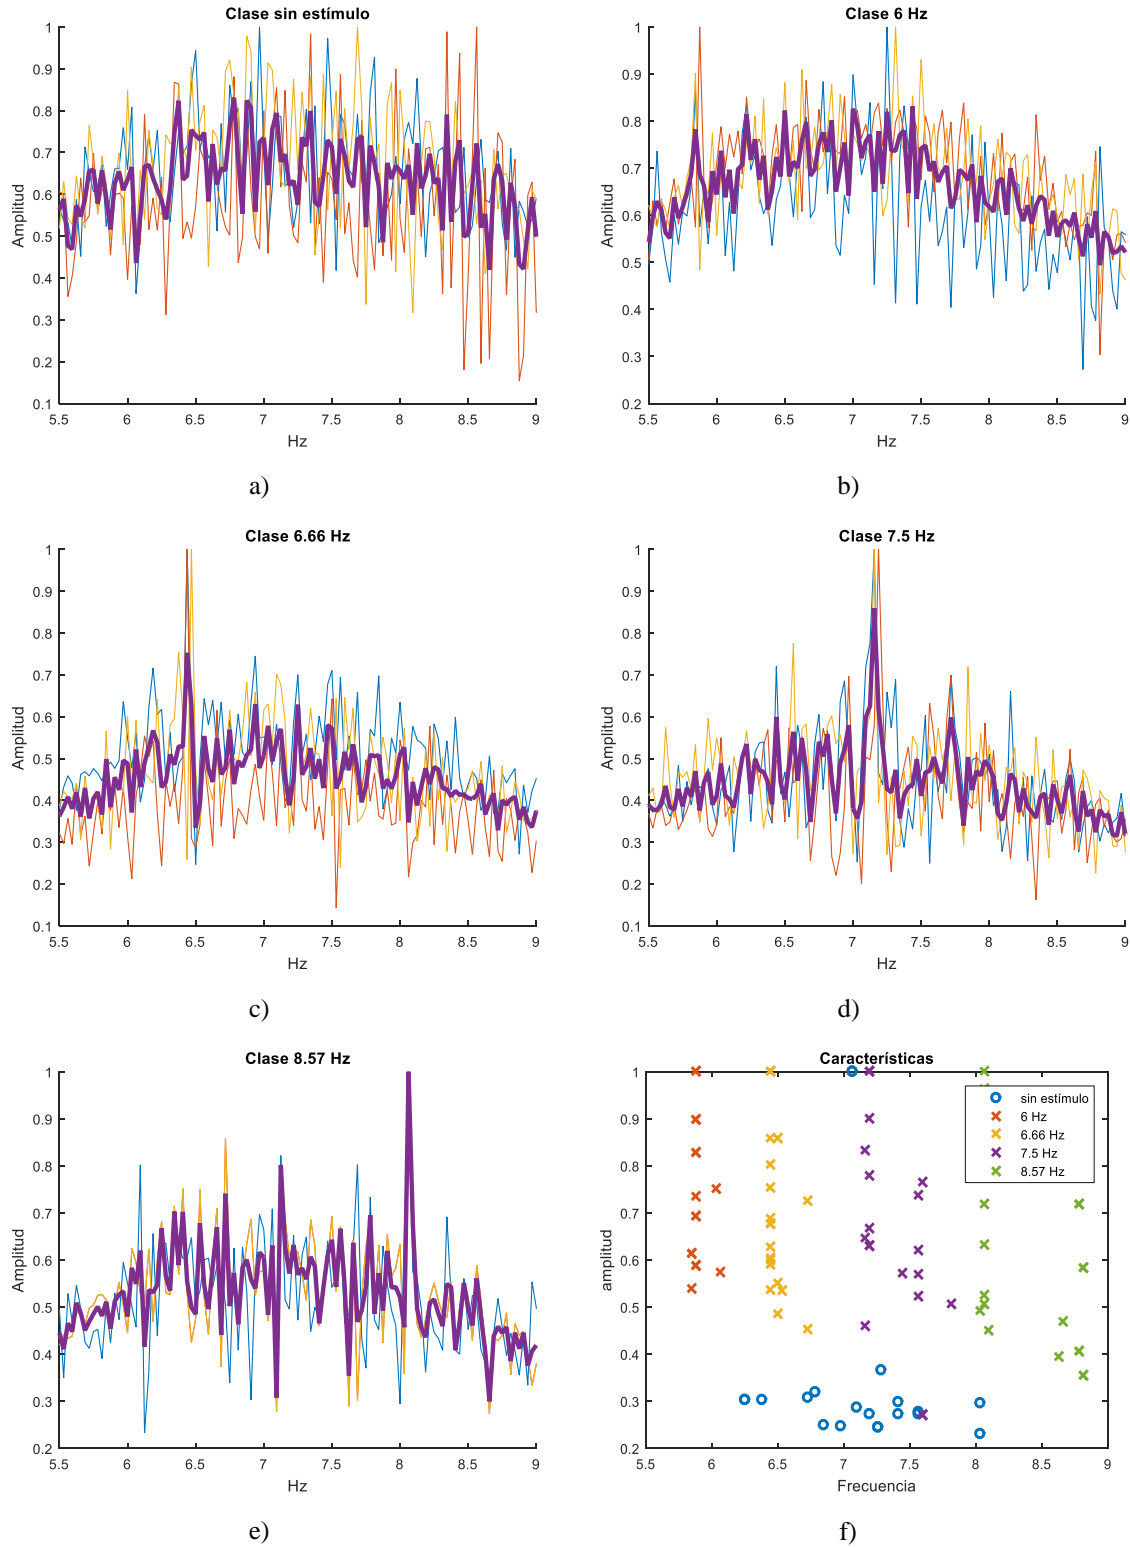 Clase sin estímulo
1
0.9
0.8
0.7
0.6
0.5
0.4
0.3
0.2
0.1
Amplitud
5.5 6 6.5 7 7.5 8 8.5 9
Hz
a)
Clase 6 Hz
1
0.9
0.8
0.7
0.6
0.5
0.4
0.3
0.2
Amplitud
5.5 6 6.5 7 7.5 8 8.5 9
Hz
b)
Clase 6.66 Hz
1
0.9
0.8
0.7
0.6
0.5
0.4
0.3
0.2
0.1
Amplitud
5.5 6 6.5 7 7.5 8 8.5 9
Hz
c)
Clase 7.5 Hz
1
0.9
0.8
0.7
0.6
0.5
0.4
0.3
0.2
0.1
Amplitud
5.5 6 6.5 7 7.5 8 8.5 9
Hz
d)
Clase 8.57 Hz
1
0.9
0.8
0.7
0.6
0.5
0.4
0.3
0.2
Amplitud
5.5 6 6.5 7 7.5 8 8.5 9
Hz
e)
Características
1
0.9
0.8
0.7
0.6
0.5
0.4
0.3
0.2
amplitud
sin estímulo
6 Hz
6.66 Hz
7.5 Hz
8.57 Hz
5.5 6 6.5 7 7.5 8 8.5 9
Frecuencia
f)